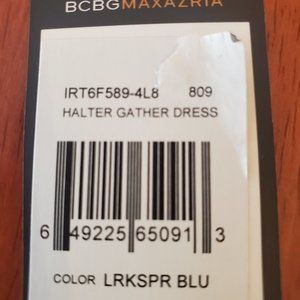 BCBGMAXAZRIA
IRT6F589-4L8 809
HALTER GATHER DRESS
6 49225 65091 3
COLOR LRKSPR BLU